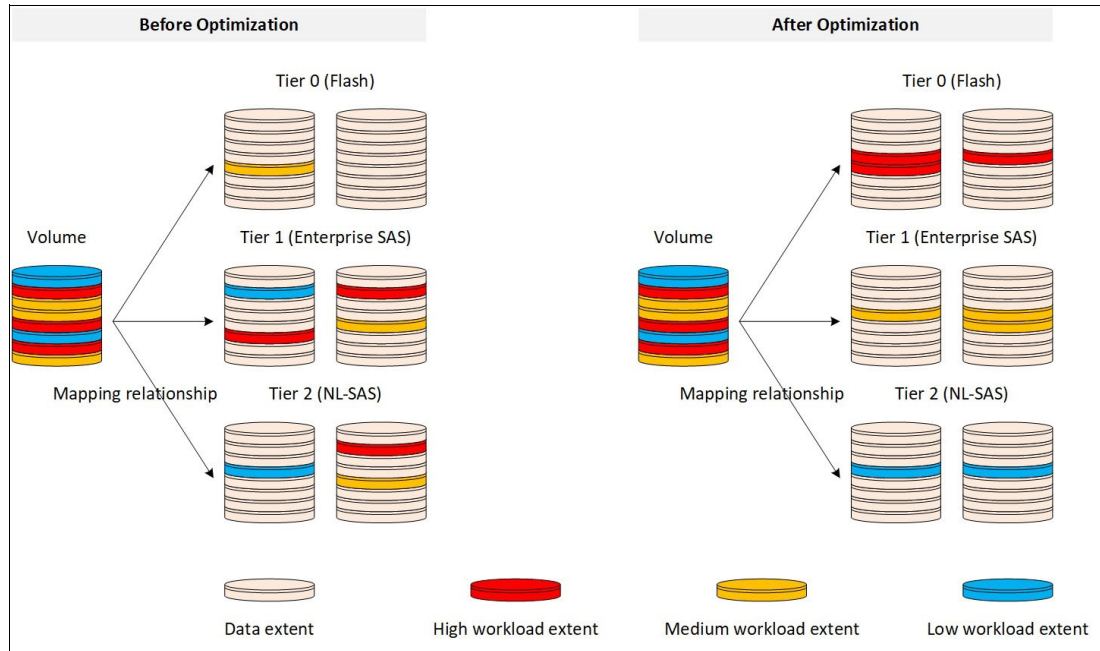 Before Optimization
After Optimization
Tier 0 (Flash)
Tier 0 (Flash)
Volume
Tier 1 (Enterprise SAS)
Volume
Tier 1 (Enterprise SAS)
Mapping relationship
Tier 2 (NL-SAS)
Mapping relationship
Tier 2 (NL-SAS)
Data extent
High workload extent
Medium workload extent
Low workload extent